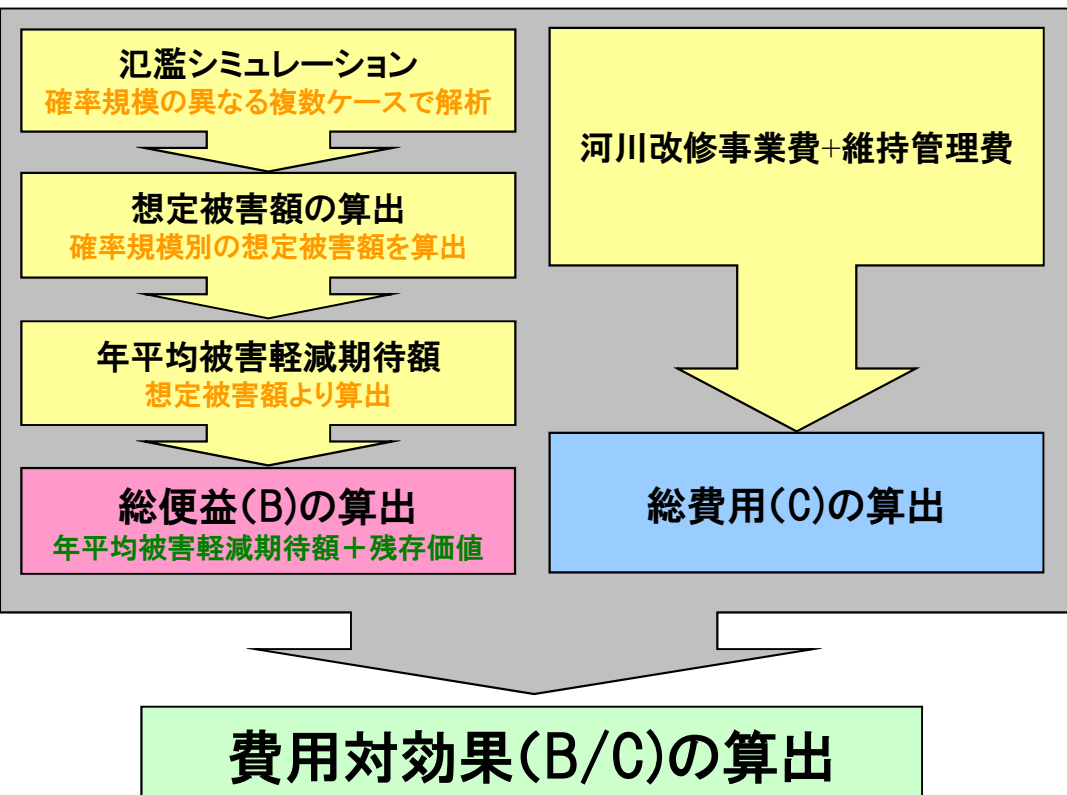 氾濫シミュレーション
確率規模の異なる複数ケースで解析
想定被害額の算出
確率規模別の想定被害額を算出
年平均被害軽減期待額
想定被害額より算出
総便益(B)の算出
年平均被害軽減期待額＋残存価値
河川改修事業費+維持管理費
総費用(C)の算出
費用対効果(B/C)の算出